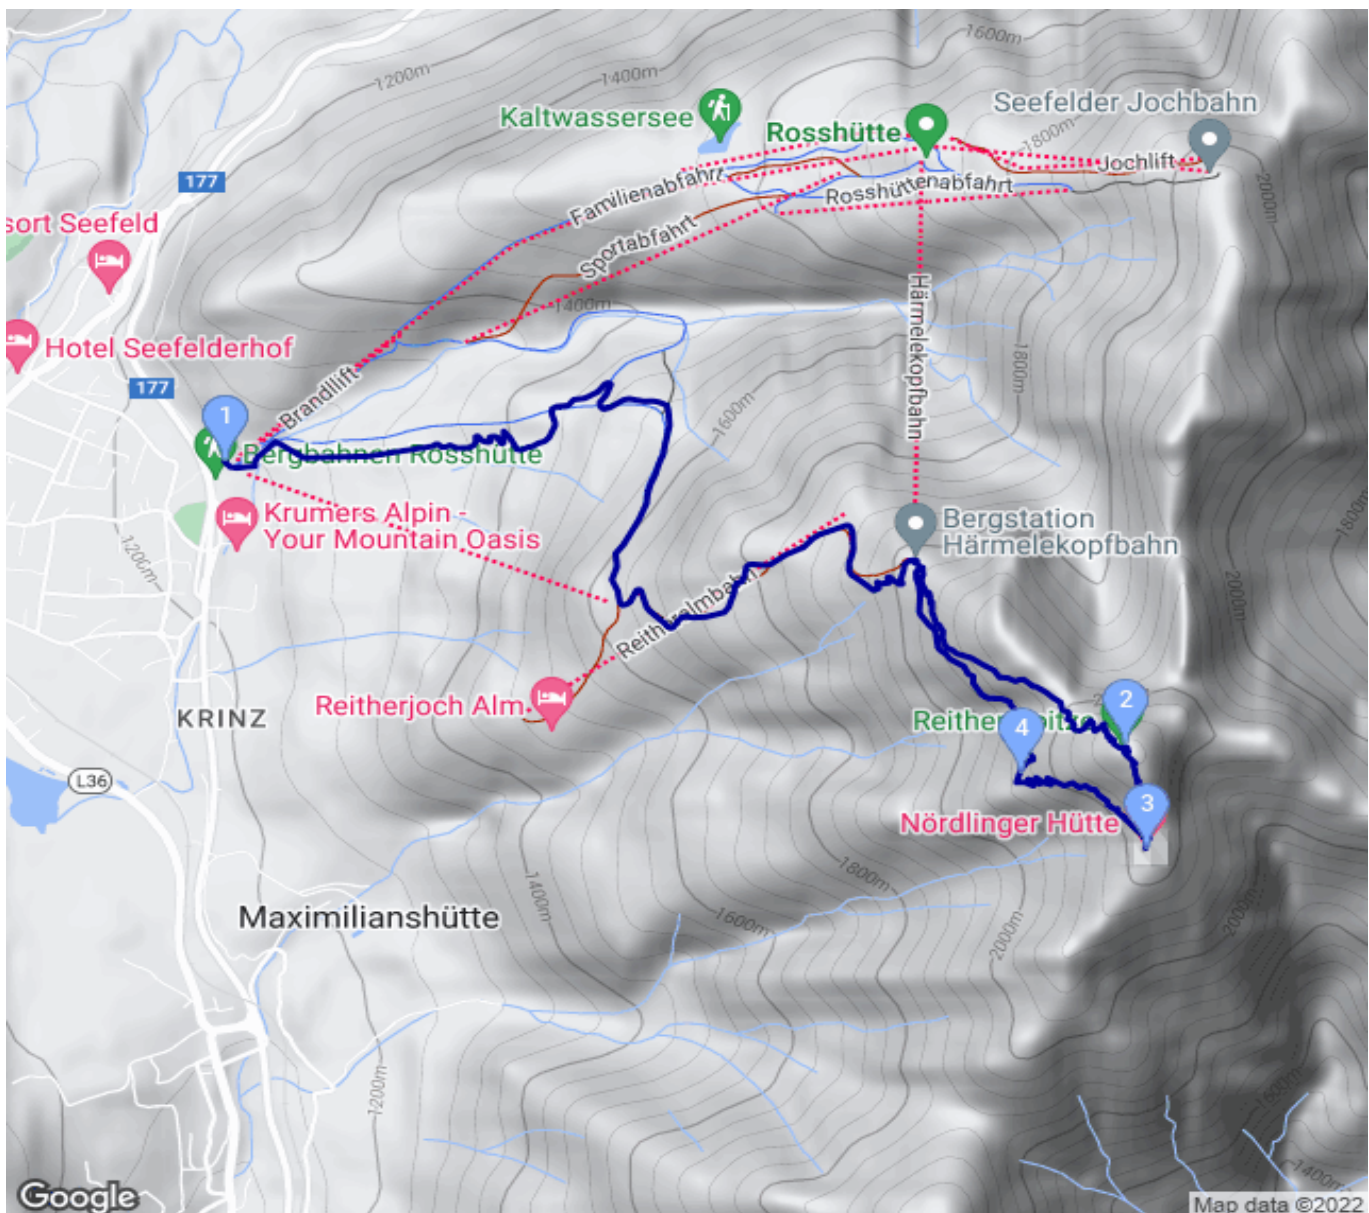 1600m
1200m
1400m
Seefelder Jochbahn
Kaltwassersee
Rosshütte
1800m
Jochlift
177
Familienabfahrt
Rosshüttenabfahrt
2000m
sort Seefeld
Sportabfahrt
1400m
Härmelekopfbahn
Hotel Seefelderhof
1800m
177
Brandllift
1
1600m
Bergbahnen Rosshütte
1800m
Krumers Alpin -
Your Mountain Oasis
Bergstation
Härmelekopfbahn
1200m
2000m
Reitheralmbahn
Reitherjoch Alm
KRINZ
2
4
L36
3
Nördlinger Hütte
1800m
1400m
1600m
Maximilianshütte
2000m
2000m
1200m
1600m
1400m
Google
Map data ©2022